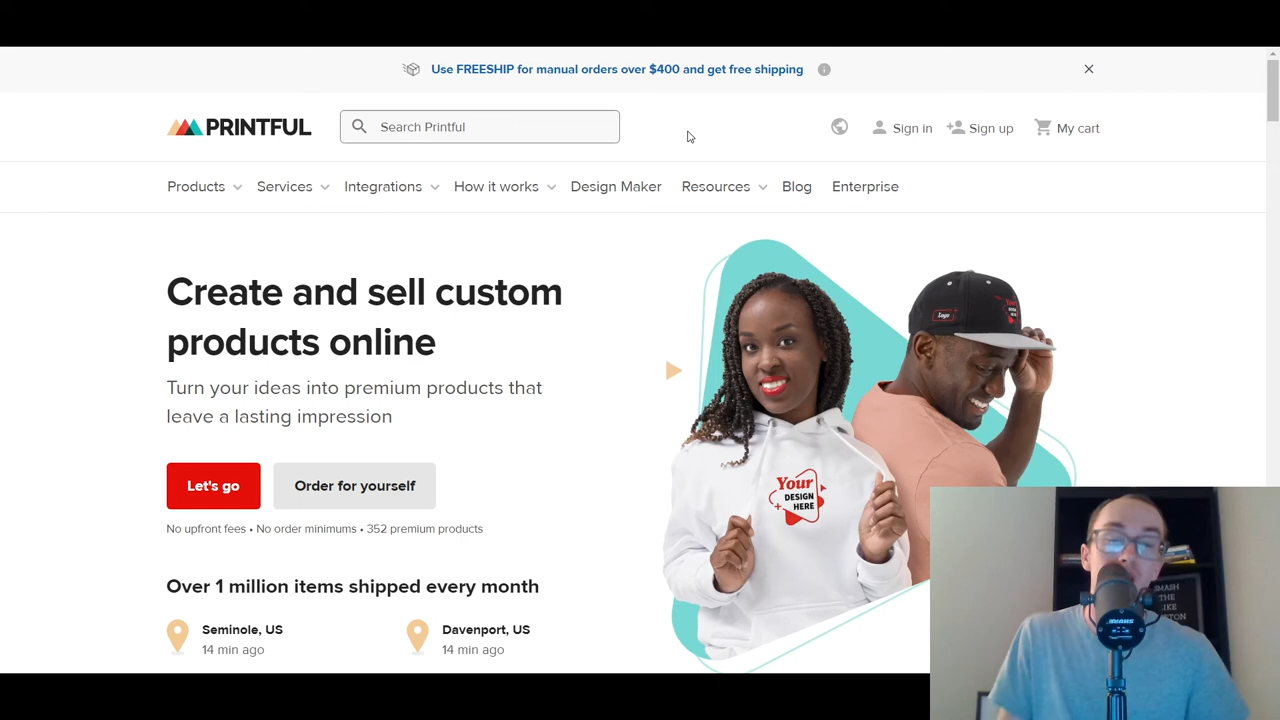 Use FREESHIP for manual orders over $400 and get free shipping
PRINTFUL
Search Printful
Sign in
Sign up
My cart
Products
Services
Integrations
How it works
Design Maker
Resources
Blog
Enterprise
Create and sell custom
products online
Turn your ideas into premium products that
leave a lasting impression
Let's go
Order for yourself
No upfront fees • No order minimums • 352 premium products
Over 1 million items shipped every month
Seminole, US
14 min ago
Davenport, US
14 min ago
Logo
Your
DESIGN
HERE
SMASH
THE
LIKE